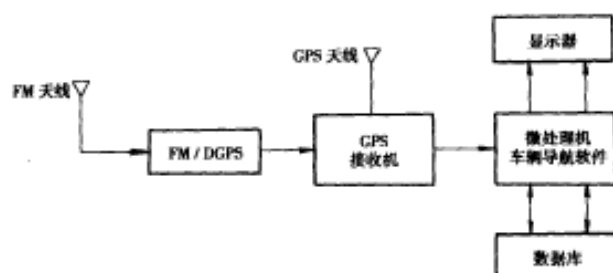 显示器
GPS 天线
FM 天线
FM / DGPS
GPS
接收机
微处理机
车辆导航软件
数据库